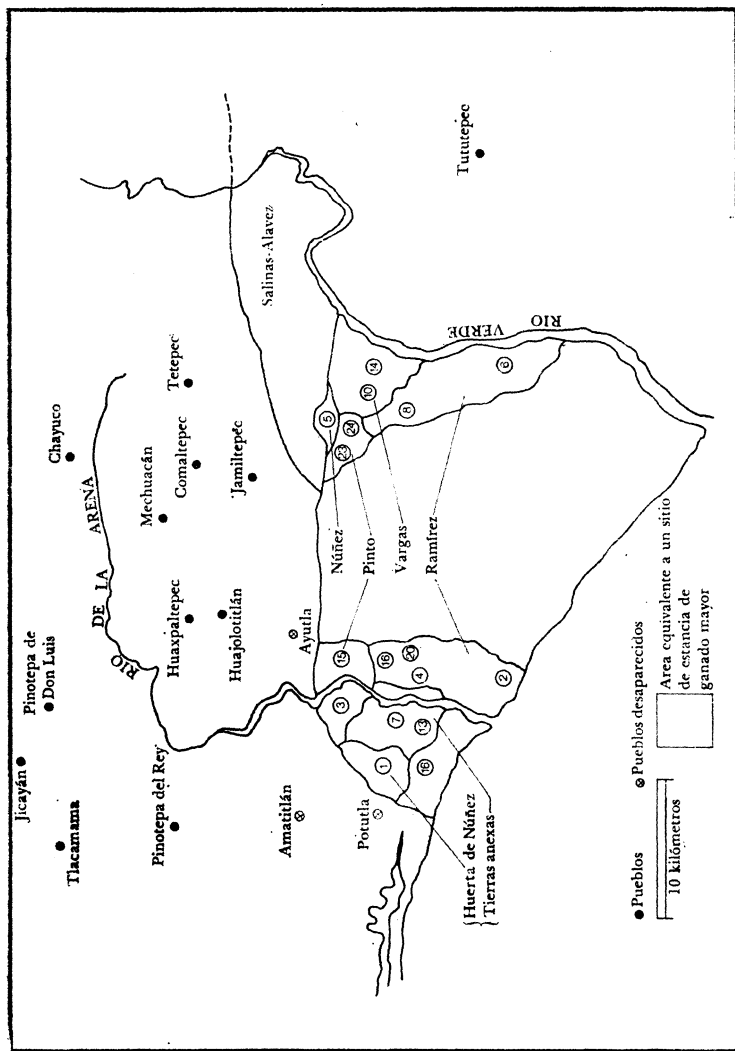 Jicayán
Pinotepa de
Don Luis
Tlacamama
Chayuco
RIO DE LA ARENA
Pinotepa del Rey
Mechuacán
Huaxpaltepec
Comaltepec
Tetepec
Huajolotitlán
Jamiltepec
Salinas-Alavez
Amatitlán
Ayutla
Núñez
Pinto
Vargas
Ramírez
Potutla
3
15
5
23
24
1
7
18
20
10
14
16
13
4
8
2
6
RIO VERDE
Tututepec
Huerta de Núñez
Tierras anexas
Pueblos
Pueblos desaparecidos
10 kilómetros
Area equivalente a un sitio
de estancia de
ganado mayor